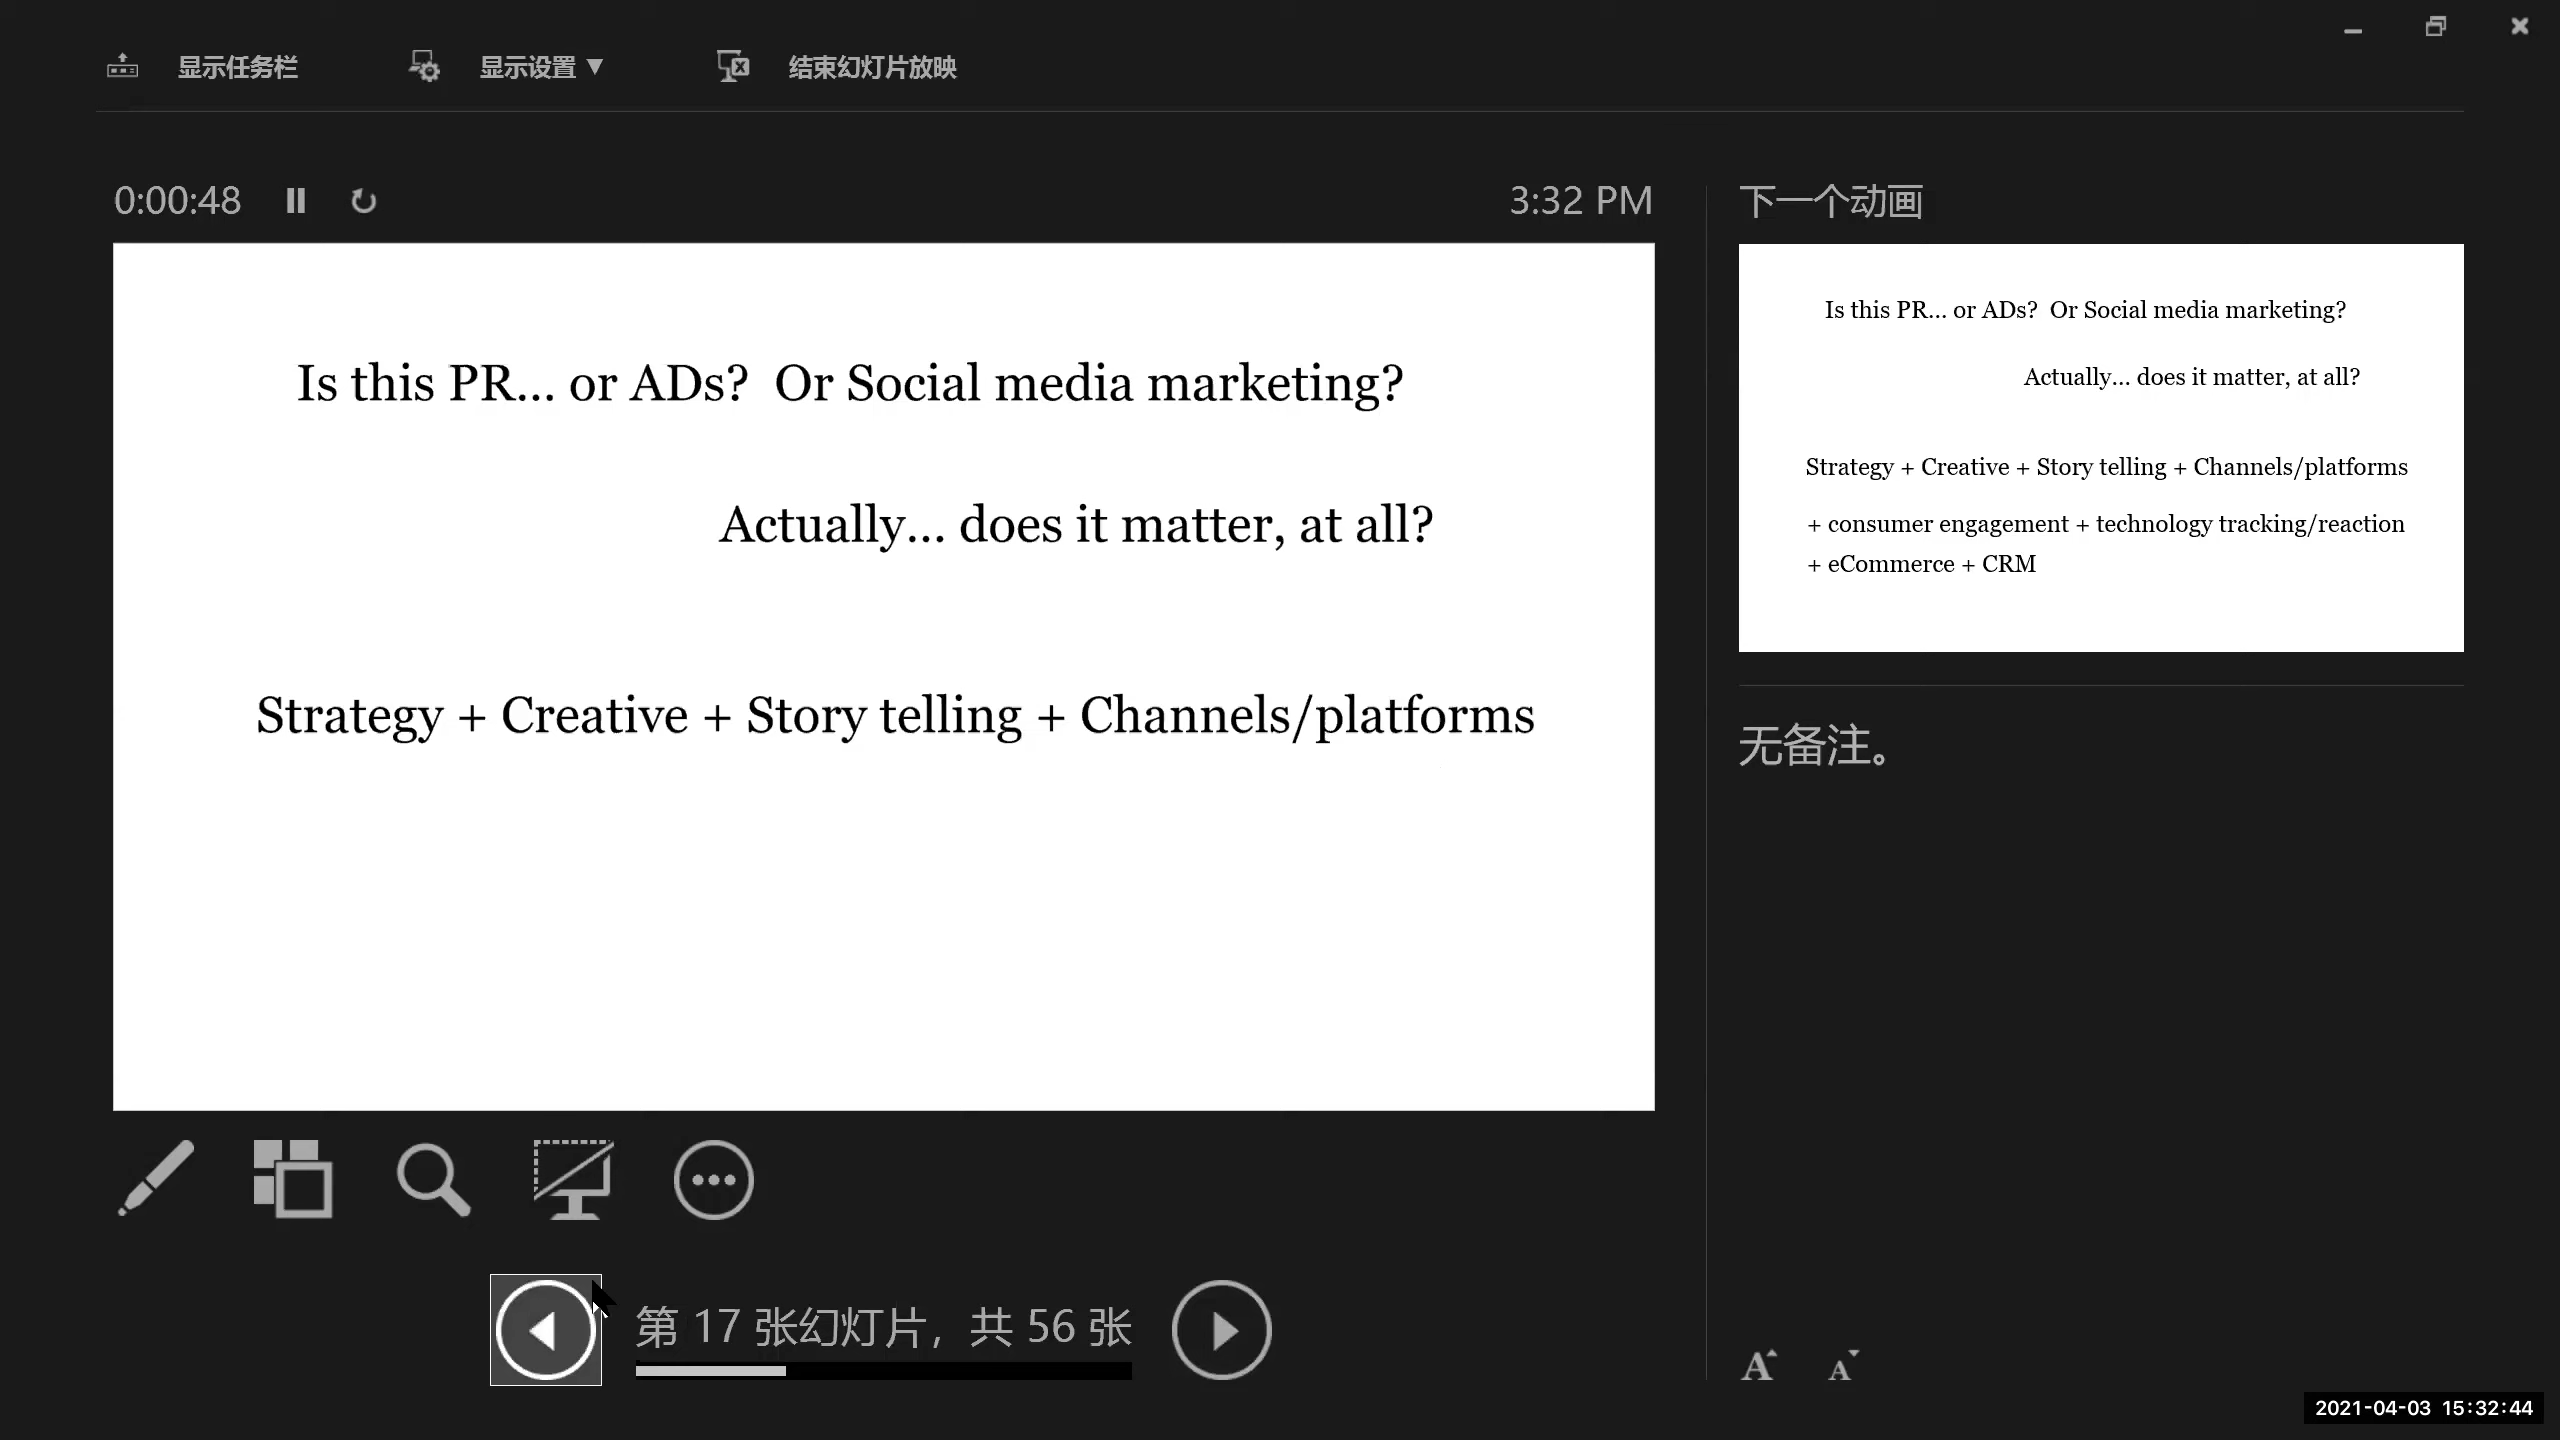 显示任务栏
显示设置 ▼
结束幻灯片放映
0:00:48
3:32 PM
Is this PR... or ADs?  Or Social media marketing?
Actually... does it matter, at all?
Strategy + Creative + Story telling + Channels/platforms
第 17 张幻灯片，共 56 张
下一个动画
Is this PR... or ADs?  Or Social media marketing?
Actually... does it matter, at all?
Strategy + Creative + Story telling + Channels/platforms
+ consumer engagement + technology tracking/reaction
+ eCommerce + CRM
无备注。
A A
2021-04-03 15:32:44